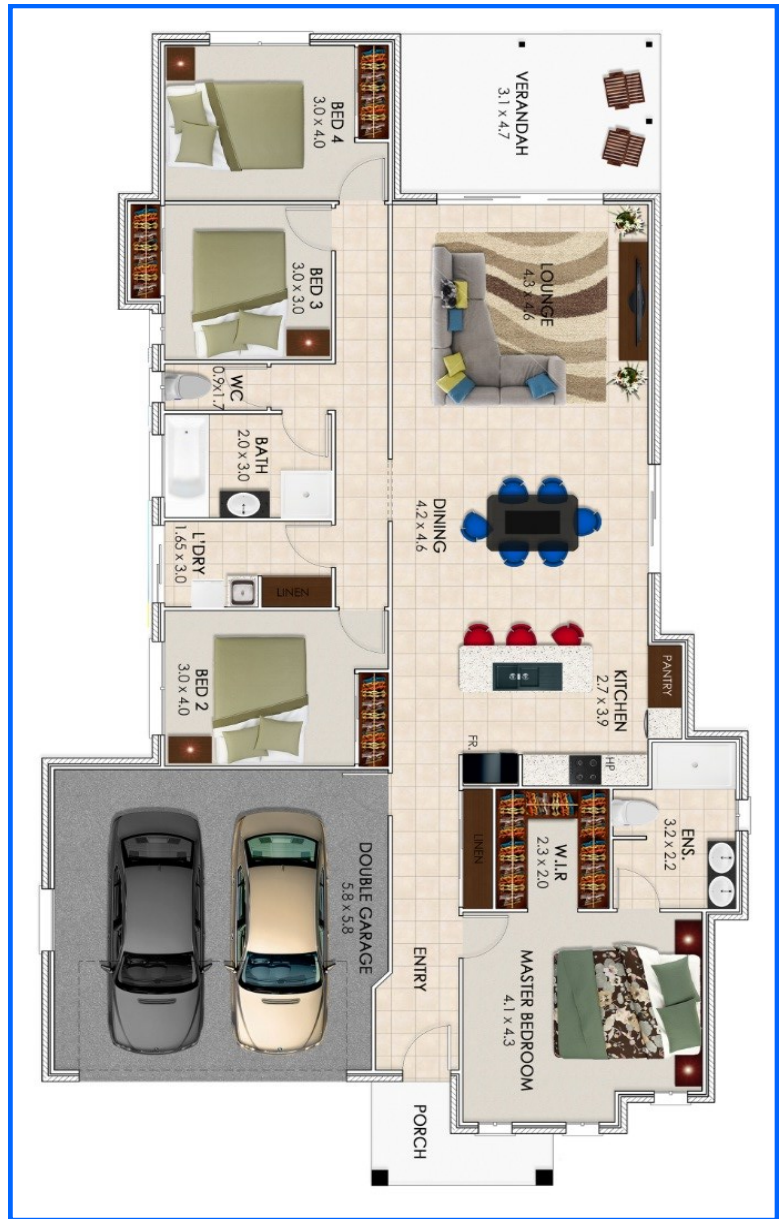 BED 4
3.0 x 4.0
VERANDAH
3.1 x 4.7
BED 3
3.0 x 3.0
LOUNGE
4.3 x 4.6
WC
0.9x1.7
BATH
2.0 x 3.0
DINING
4.2 x 4.6
L'DRY
1.65 x 3.0
LINEN
BED 2
3.0 x 4.0
KITCHEN
2.7 x 3.9
PANTRY
FR.
HP
LINEN
W.I.R
2.3 x 2.0
ENS.
3.2 x 2.2
DOUBLE GARAGE
5.8 x 5.8
ENTRY
MASTER BEDROOM
4.1 x 4.3
PORCH